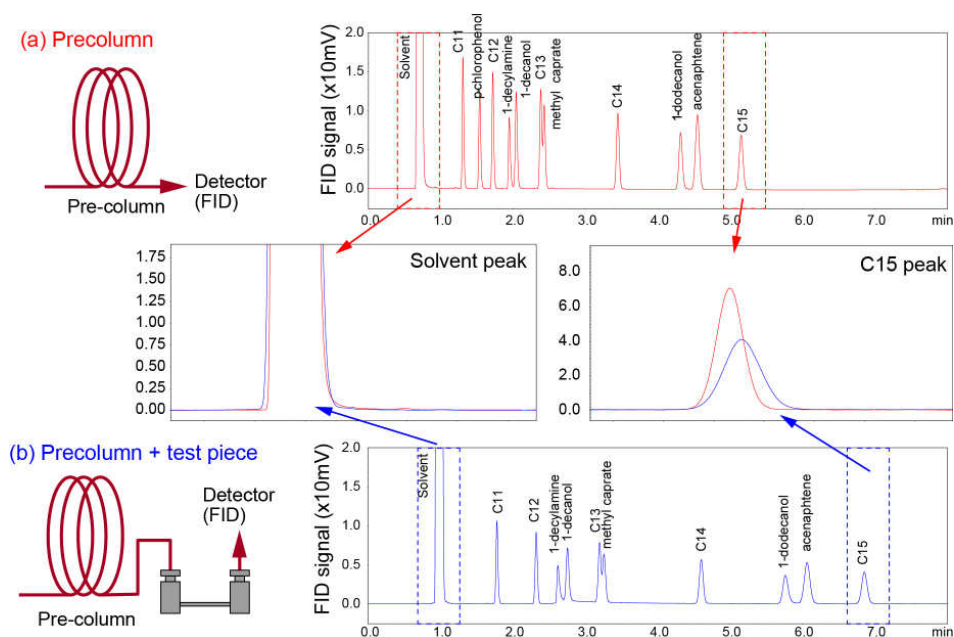 (a) Precolumn
Detector
(FID)
Pre-column
FID signal (x10mV)
2.0
1.5
1.0
0.5
0.0
Solvent
C11
pchlorophenol
C12
1-decylamine
1-decanol
C13
methyl caprate
C14
1-dodecanol
acenaphtene
C15
0.0 1.0 2.0 3.0 4.0 5.0 6.0 7.0 min
Solvent peak
1.75
1.50
1.25
1.00
0.75
0.50
0.25
0.00
C15 peak
8.0
6.0
4.0
2.0
0.0
(b) Precolumn + test piece
Detector
(FID)
Pre-column
FID signal (x10mV)
2.0
1.5
1.0
0.5
0.0
Solvent
C11
C12
1-decylamine
1-decanol
C13
methyl caprate
C14
1-dodecanol
acenaphtene
C15
0.0 1.0 2.0 3.0 4.0 5.0 6.0 7.0 min